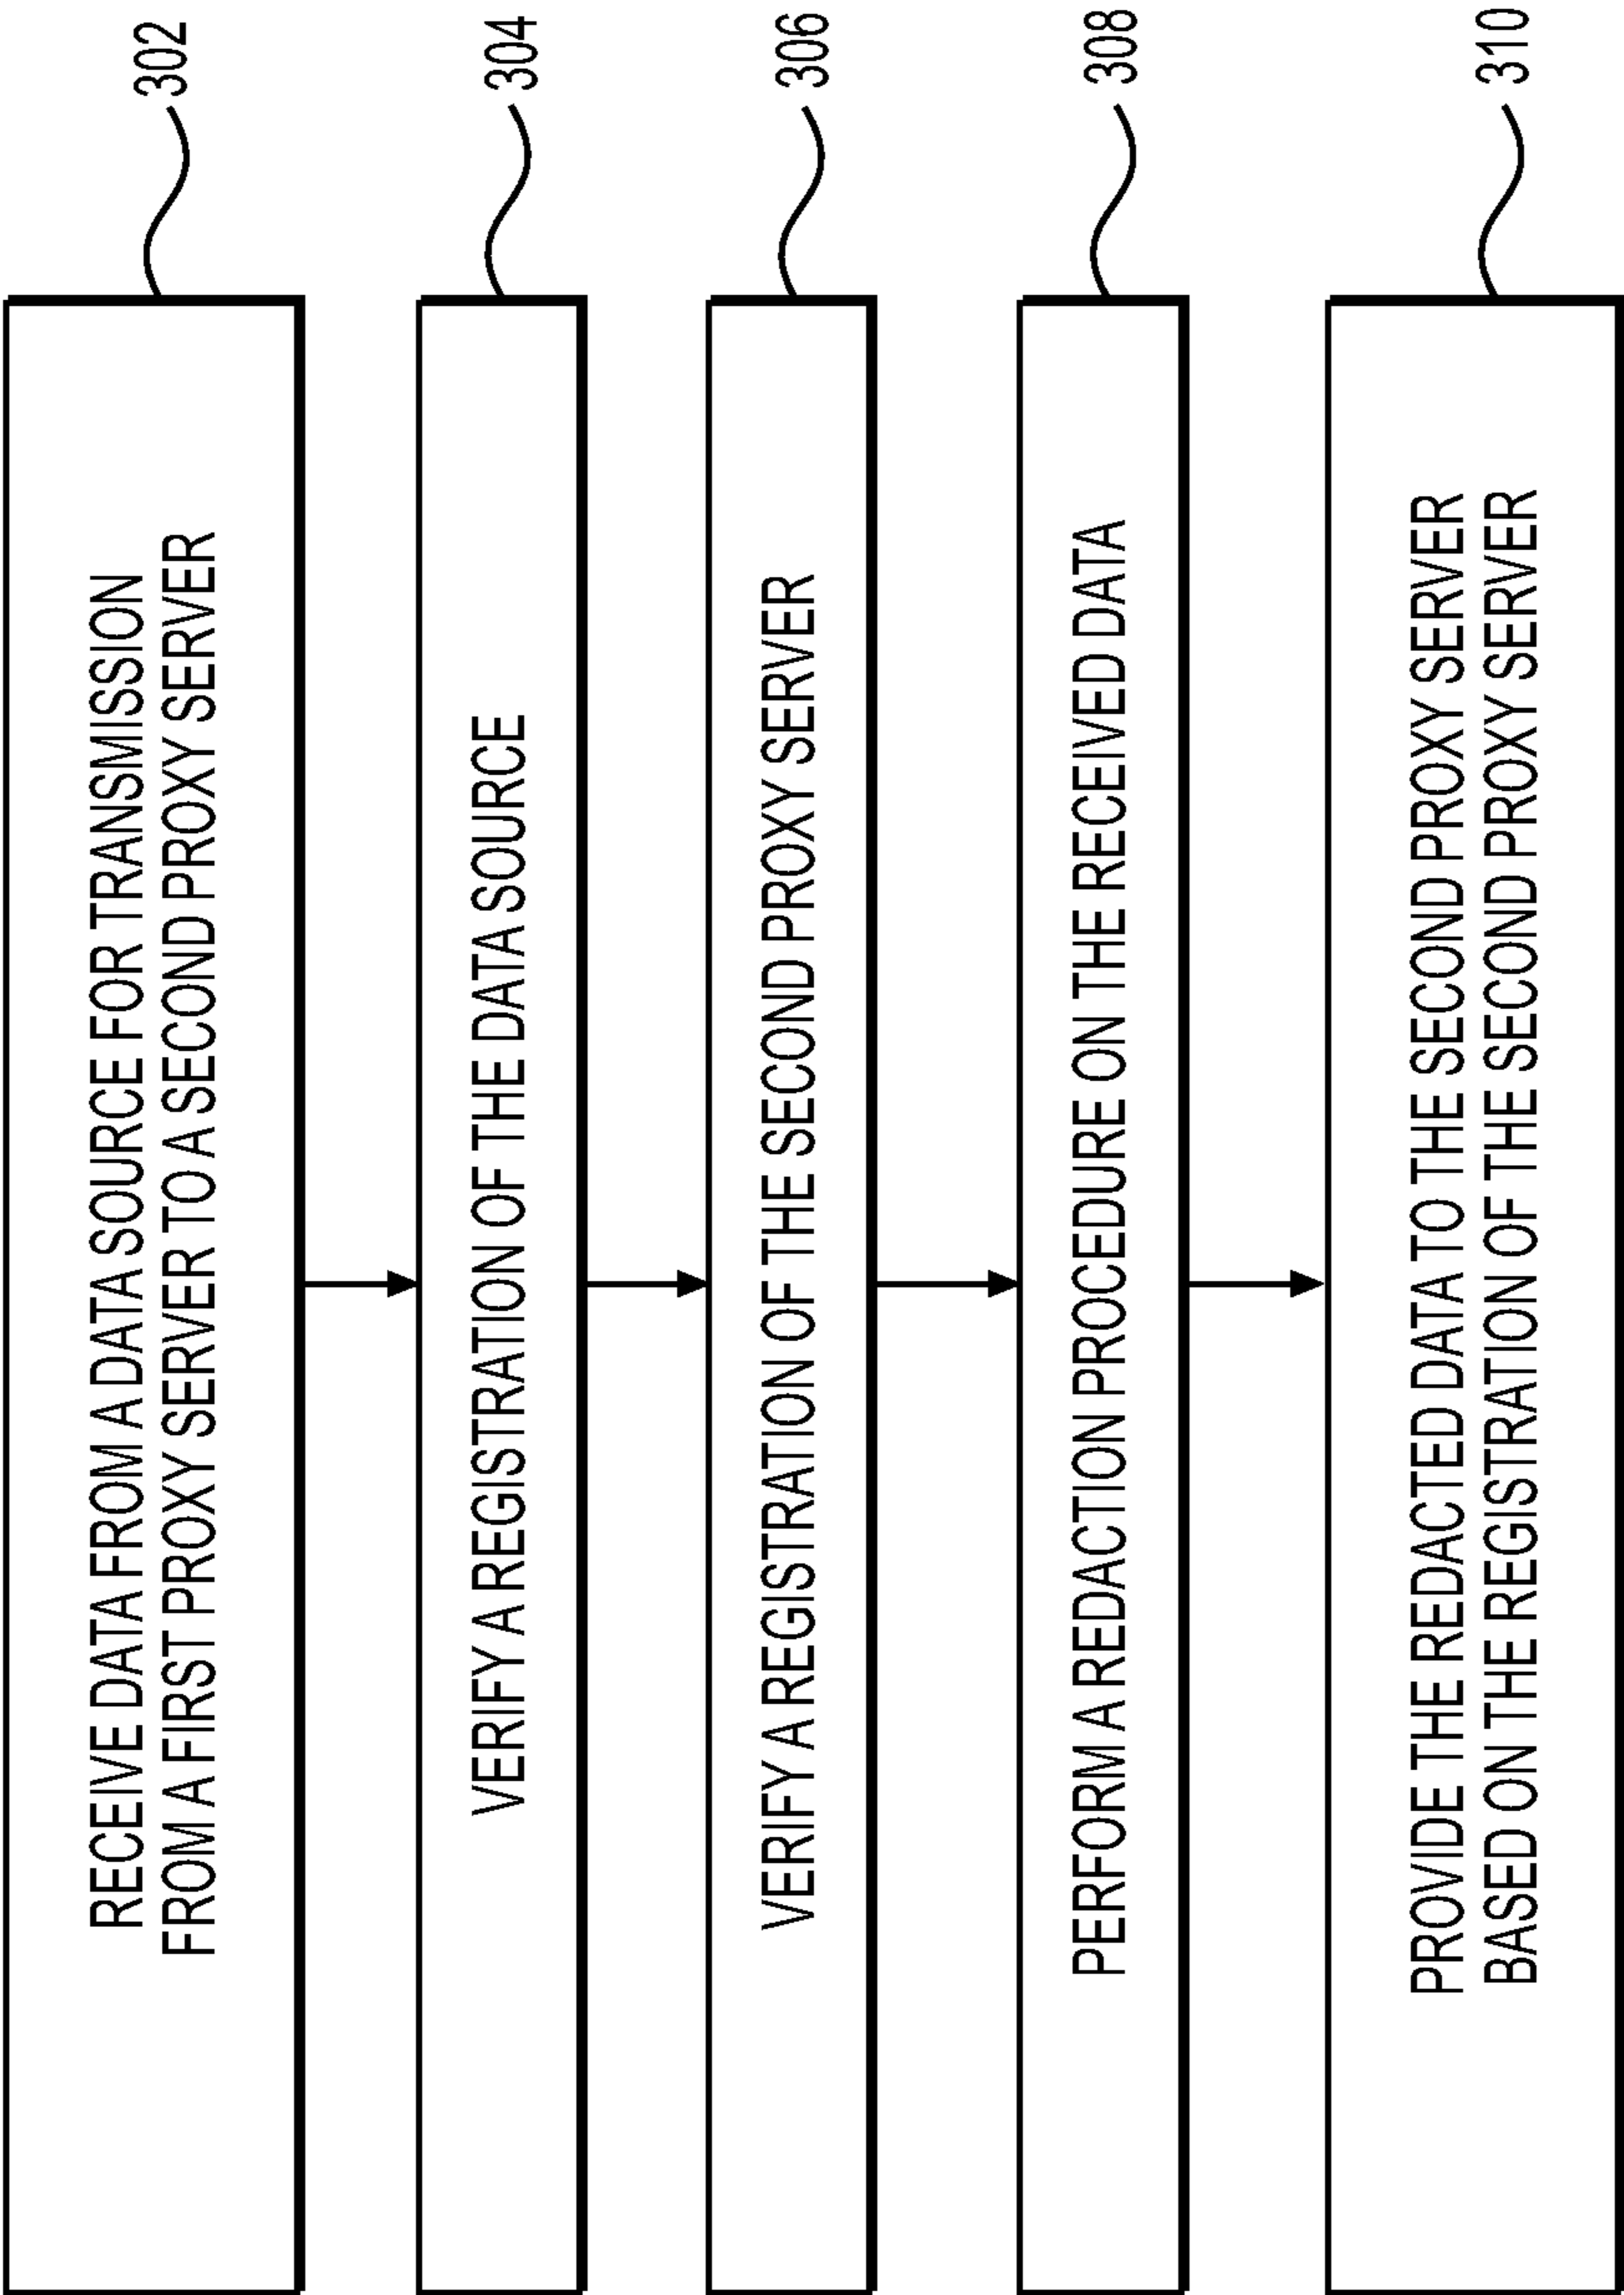 RECEIVE DATA FROM A DATA SOURCE FOR TRANSMISSION
FROM A FIRST PROXY SERVER TO A SECOND PROXY SERVER
302
VERIFY A REGISTRATION OF THE DATA SOURCE
304
VERIFY A REGISTRATION OF THE SECOND PROXY SERVER
306
PERFORM A REDACTION PROCEDURE ON THE RECEIVED DATA
308
PROVIDE THE REDACTED DATA TO THE SECOND PROXY SERVER
BASED ON THE REGISTRATION OF THE SECOND PROXY SERVER
310